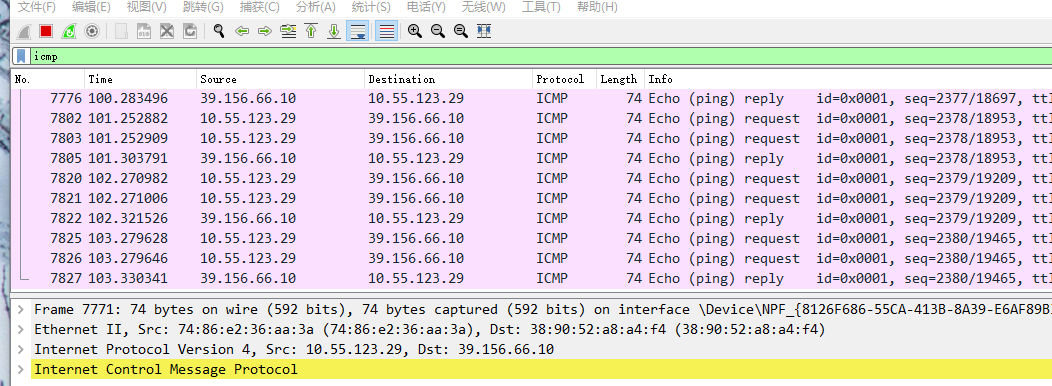 文件(F) 编辑(E) 视图(V) 跳转(G) 捕获(C) 分析(A) 统计(S) 电话(Y) 无线(W) 工具(T) 帮助(H)
icmp
No. Time Source Destination Protocol Length Info
7776 100.283496 39.156.66.10 10.55.123.29 ICMP 74 Echo (ping) reply id=0x0001, seq=2377/18697, ttl
7802 101.252882 10.55.123.29 39.156.66.10 ICMP 74 Echo (ping) request id=0x0001, seq=2378/18953, ttl
7803 101.252909 10.55.123.29 39.156.66.10 ICMP 74 Echo (ping) request id=0x0001, seq=2378/18953, ttl
7805 101.303791 39.156.66.10 10.55.123.29 ICMP 74 Echo (ping) reply id=0x0001, seq=2378/18953, ttl
7820 102.270982 10.55.123.29 39.156.66.10 ICMP 74 Echo (ping) request id=0x0001, seq=2379/19209, ttl
7821 102.271006 10.55.123.29 39.156.66.10 ICMP 74 Echo (ping) request id=0x0001, seq=2379/19209, ttl
7822 102.321526 39.156.66.10 10.55.123.29 ICMP 74 Echo (ping) reply id=0x0001, seq=2379/19209, ttl
7825 103.279628 10.55.123.29 39.156.66.10 ICMP 74 Echo (ping) request id=0x0001, seq=2380/19465, ttl
7826 103.279646 10.55.123.29 39.156.66.10 ICMP 74 Echo (ping) request id=0x0001, seq=2380/19465, ttl
7827 103.330341 39.156.66.10 10.55.123.29 ICMP 74 Echo (ping) reply id=0x0001, seq=2380/19465, ttl
Frame 7771: 74 bytes on wire (592 bits), 74 bytes captured (592 bits) on interface \Device\NPF_{8126F686-55CA-413B-8A39-E6AF89B
Ethernet II, Src: 74:86:e2:36:aa:3a (74:86:e2:36:aa:3a), Dst: 38:90:52:a8:a4:f4 (38:90:52:a8:a4:f4)
Internet Protocol Version 4, Src: 10.55.123.29, Dst: 39.156.66.10
Internet Control Message Protocol